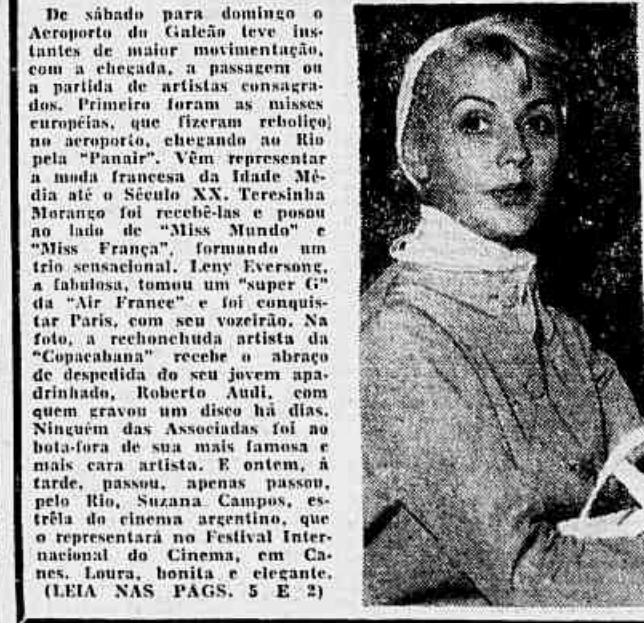 De sábado para domingo o
Aeroporto do Galeão teve ins-
tantes de maior movimentação,
com a chegada, a passagem ou
a partida de artistas consagra-
dos. Primeiro foram as misses
européias, que fizeram reboliço
no aeroporto, chegando ao Rio
pela "Panair". Vêm representar
a moda francesa da Idade Mé-
dia até o Século XX. Teresinha
Morango foi recebê-las e posou
ao lado de "Miss Mundo" e
"Miss França", formando um
trio sensacional. Leny Eversong,
a fabulosa, tomou um "super G"
da "Air France" e foi conquis-
tar Paris, com seu vozeirão. Na
foto, a rechonchuda artista da
"Copacabana" recebe o abraço
de despedida do seu jovem apa-
drinhado, Roberto Audi, com
quem gravou um disco há dias.
Ninguém das Associadas foi ao
bota-fora de sua mais famosa e
mais cara artista. E ontem, à
tarde, passou, apenas passou,
pelo Rio, Suzana Campos, es-
trêla do cinema argentino, que
o representará no Festival Inter-
nacional do Cinema, em Ca-
nes. Loura, bonita e elegante.
(LEIA NAS PAGS. 5 E 2)